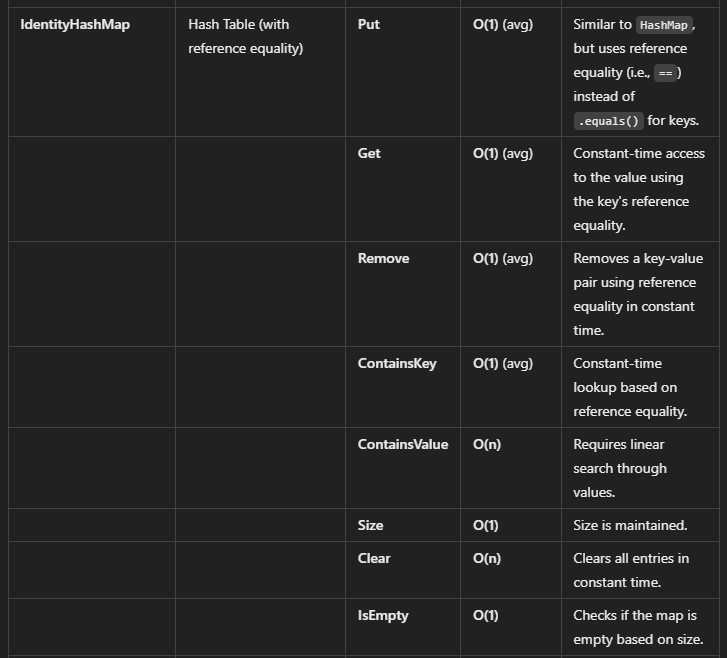 IdentityHashMap Hash Table (with Put O(1) (avg) Similar to HashMap,
reference equality) but uses reference
equality (i.e., ==)
instead of
.equals() for keys.
Get O(1) (avg) Constant-time access
to the value using
the key's reference
equality.
Remove O(1) (avg) Removes a key-value
pair using reference
equality in constant
time.
ContainsKey O(1) (avg) Constant-time
lookup based on
reference equality.
ContainsValue O(n) Requires linear
search through
values.
Size O(1) Size is maintained.
Clear O(n) Clears all entries in
constant time.
IsEmpty O(1) Checks if the map is
empty based on size.